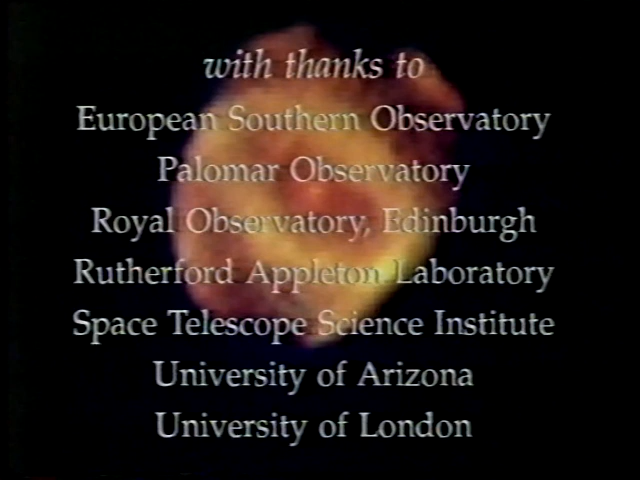 with thanks to
European Southern Observatory
Palomar Observatory
Royal Observatory, Edinburgh
Rutherford Appleton Laboratory
Space Telescope Science Institute
University of Arizona
University of London